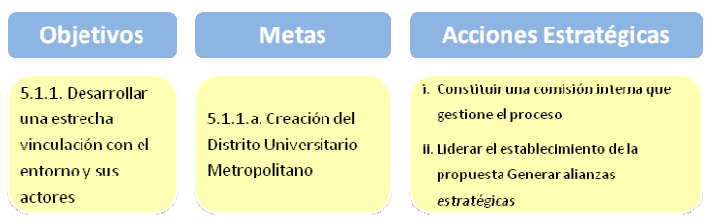 Objetivos
Metas
Acciones Estratégicas
5.1.1. Desarrollar
una estrecha
vinculación con el
entorno y sus
actores
5.1.1.a. Creación del
Distrito Universitario
Metropolitano
i. Constituir una comisión interna que
gestione el proceso
ii. Liderar el establecimiento de la
propuesta Generar alianzas
estratégicas